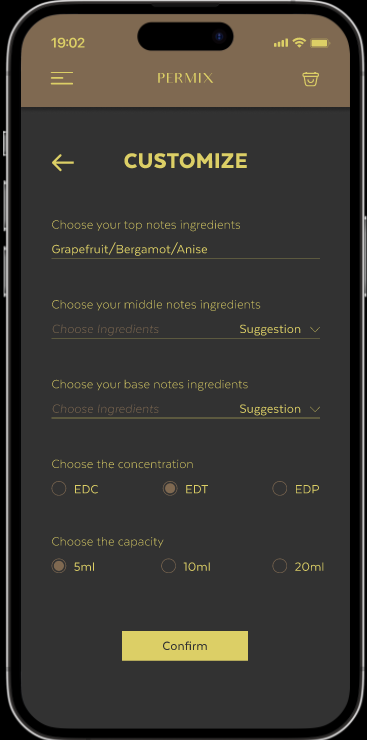 19:02
PERMIX
CUSTOMIZE
Choose your top notes ingredients
Grapefruit/Bergamot/Anise
Choose your middle notes ingredients
Choose Ingredients Suggestion
Choose your base notes ingredients
Choose Ingredients Suggestion
Choose the concentration
EDC EDT EDP
Choose the capacity
5ml 10ml 20ml
Confirm